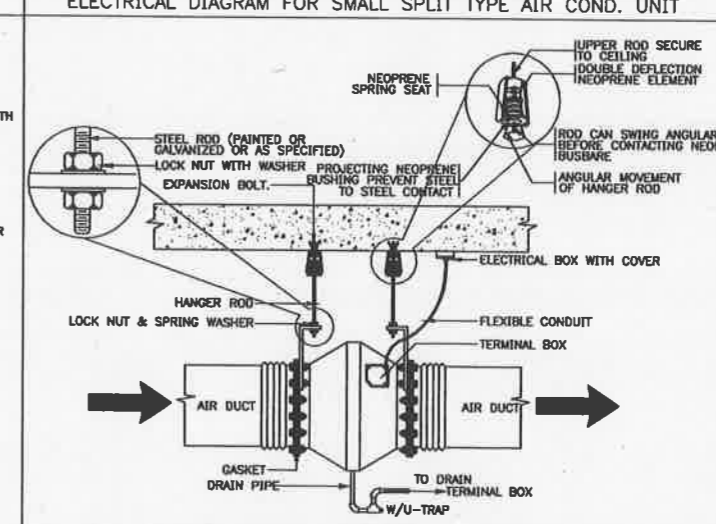 ELECTRICAL DIAGRAM FOR SMALL SPLIT TYPE AIR COND. UNIT
UPPER ROD SECURE
TO CEILING
DOUBLE DEFLECTION
NEOPRENE ELEMENT
NEOPRENE
SPRING SEAT
TH
STEEL ROD (PAINTED OR
GALVANIZED OR AS SPECIFIED)
LOCK NUT WITH WASHER
EXPANSION BOLT.
PROJECTING NEOPRENE
BUSHING PREVENT STEEL
TO STEEL CONTACT
ROD CAN SWING ANGULAR
BEFORE CONTACTING NEO
BUSBARE
ANGULAR MOVEMENT
OF HANGER ROD
R
ELECTRICAL BOX WITH COVER
HANGER ROD
LOCK NUT & SPRING WASHER
FLEXIBLE CONDUIT
TERMINAL BOX
AIR DUCT
AIR DUCT
GASKET
DRAIN PIPE
TO DRAIN
TERMINAL BOX
W/U-TRAP